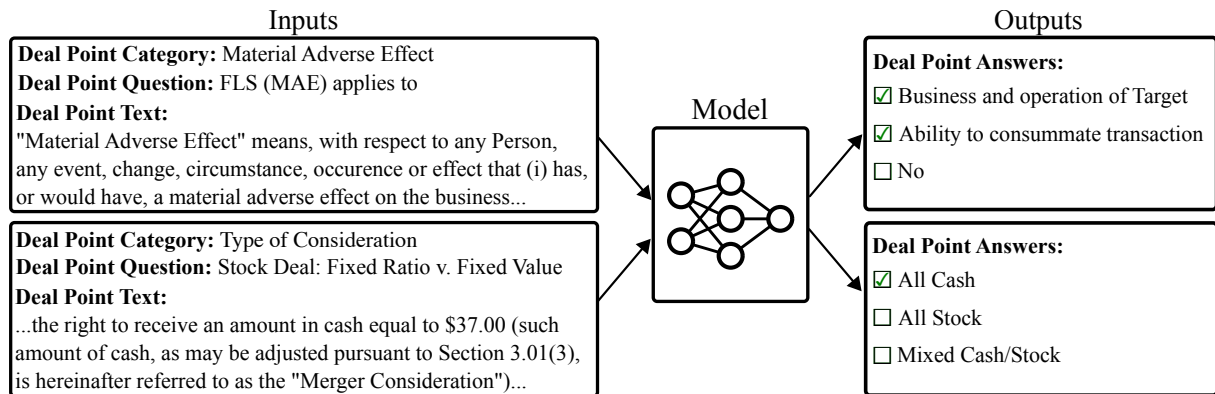 Inputs
Deal Point Category: Material Adverse Effect
Deal Point Question: FLS (MAE) applies to
Deal Point Text:
"Material Adverse Effect" means, with respect to any Person,
any event, change, circumstance, occurence or effect that (i) has,
or would have, a material adverse effect on the business...
Deal Point Category: Type of Consideration
Deal Point Question: Stock Deal: Fixed Ratio v. Fixed Value
Deal Point Text:
...the right to receive an amount in cash equal to $37.00 (such
amount of cash, as may be adjusted pursuant to Section 3.01(3),
is hereinafter referred to as the "Merger Consideration")...
Model
Outputs
Deal Point Answers:
Business and operation of Target
Ability to consummate transaction
No
Deal Point Answers:
All Cash
All Stock
Mixed Cash/Stock